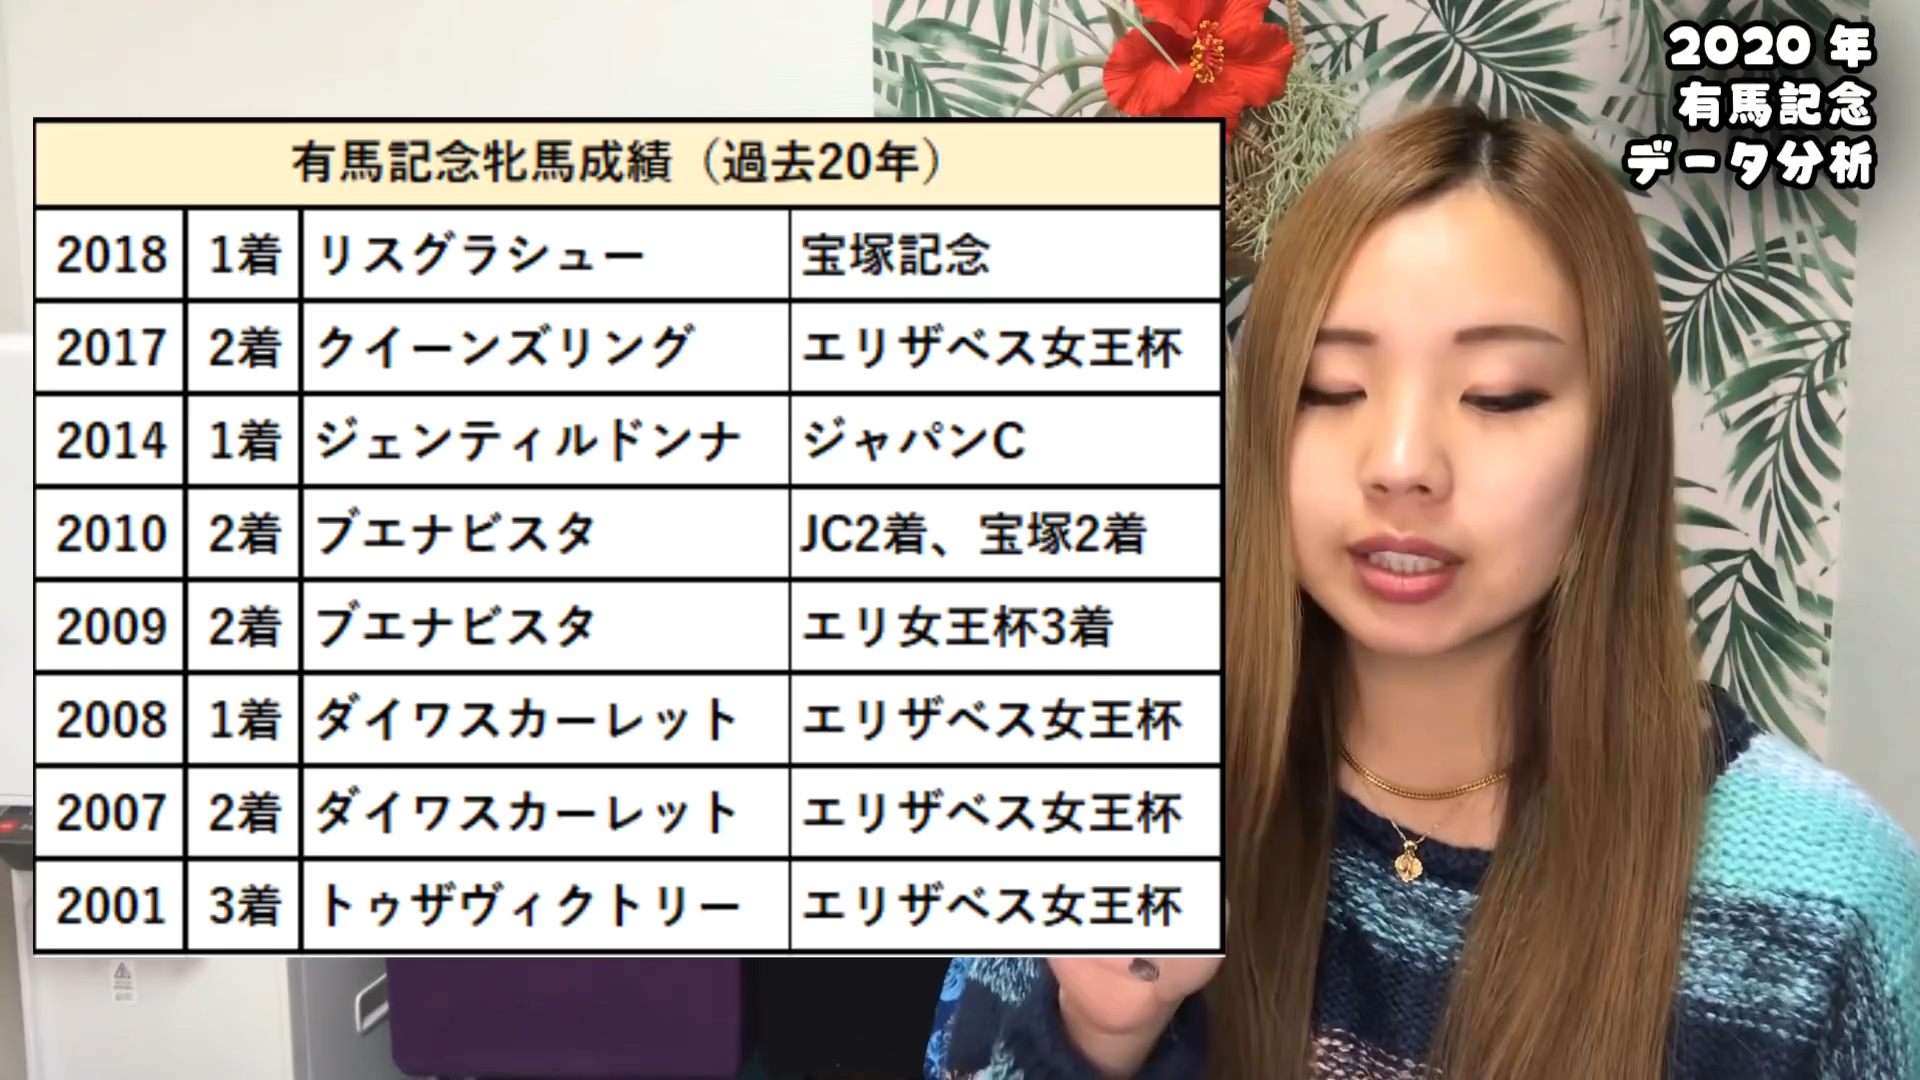 2020年
有馬記念
データ分析
有馬記念牝馬成績（過去20年）
2018 1着 リスグラシュー 宝塚記念
2017 2着 クイーンズリング エリザベス女王杯
2014 1着 ジェンティルドンナ ジャパンC
2010 2着 ブエナビスタ JC2着、宝塚2着
2009 2着 ブエナビスタ エリ女王杯3着
2008 1着 ダイワスカーレット エリザベス女王杯
2007 2着 ダイワスカーレット エリザベス女王杯
2001 3着 トゥザヴィクトリー エリザベス女王杯